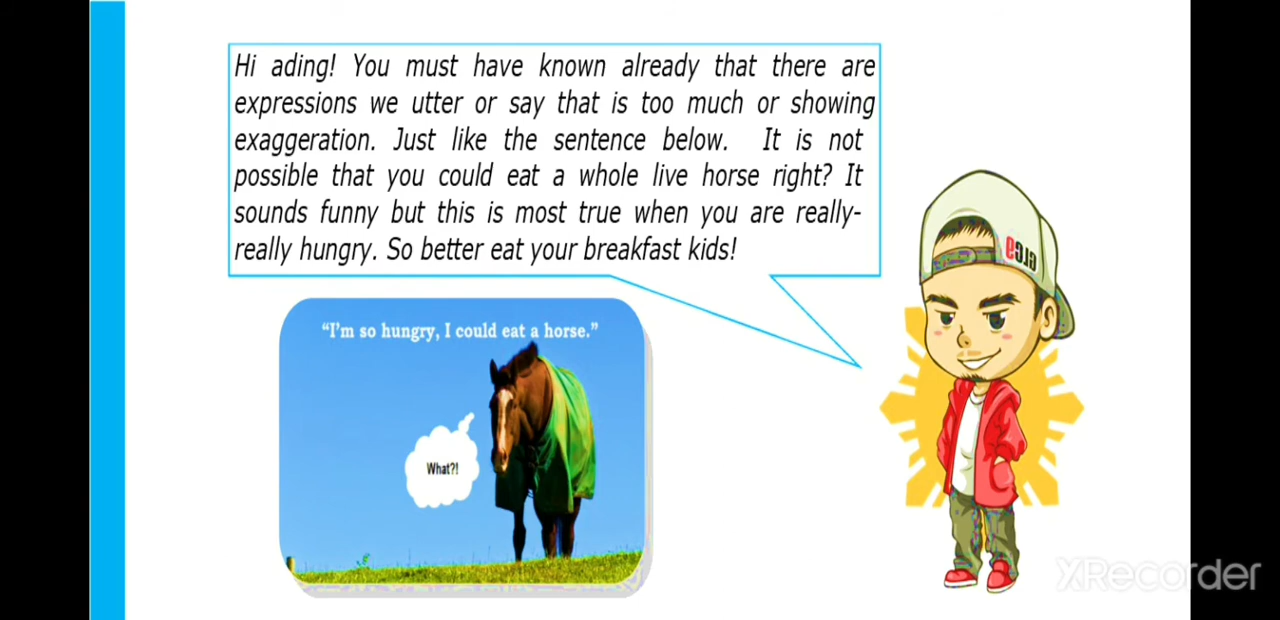 Hi ading! You must have known already that there are
expressions we utter or say that is too much or showing
exaggeration. Just like the sentence below. It is not
possible that you could eat a whole live horse right? It
sounds funny but this is most true when you are really-
really hungry. So better eat your breakfast kids!
“I’m so hungry, I could eat a horse.”
What?!
XRecorder